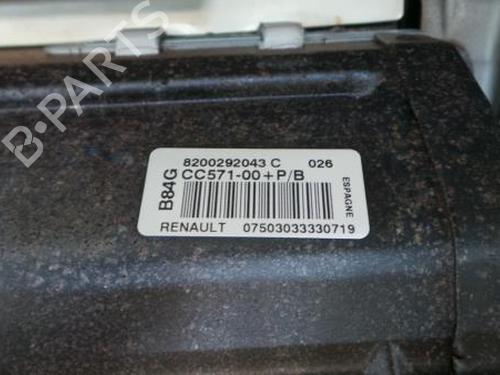 8200292043 C 026
B84G
CC571-00+P/B
ESPAGNE
RENAULT 07503033330719
B-PARTS